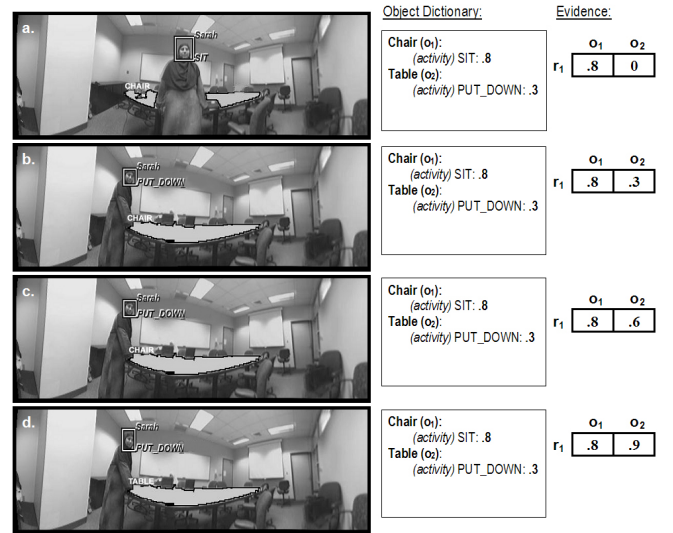 Object Dictionary:
Evidence:
a.
Sarah
SIT
CHAIR
Chair (o1):
(activity) SIT: .8
Table (o2):
(activity) PUT_DOWN: .3
o1 o2
r1 .8 0
b.
Sarah
PUT_DOWN
CHAIR
Chair (o1):
(activity) SIT: .8
Table (o2):
(activity) PUT_DOWN: .3
o1 o2
r1 .8 .3
c.
Sarah
PUT_DOWN
CHAIR
Chair (o1):
(activity) SIT: .8
Table (o2):
(activity) PUT_DOWN: .3
o1 o2
r1 .8 .6
d.
Sarah
PUT_DOWN
TABLE
Chair (o1):
(activity) SIT: .8
Table (o2):
(activity) PUT_DOWN: .3
o1 o2
r1 .8 .9